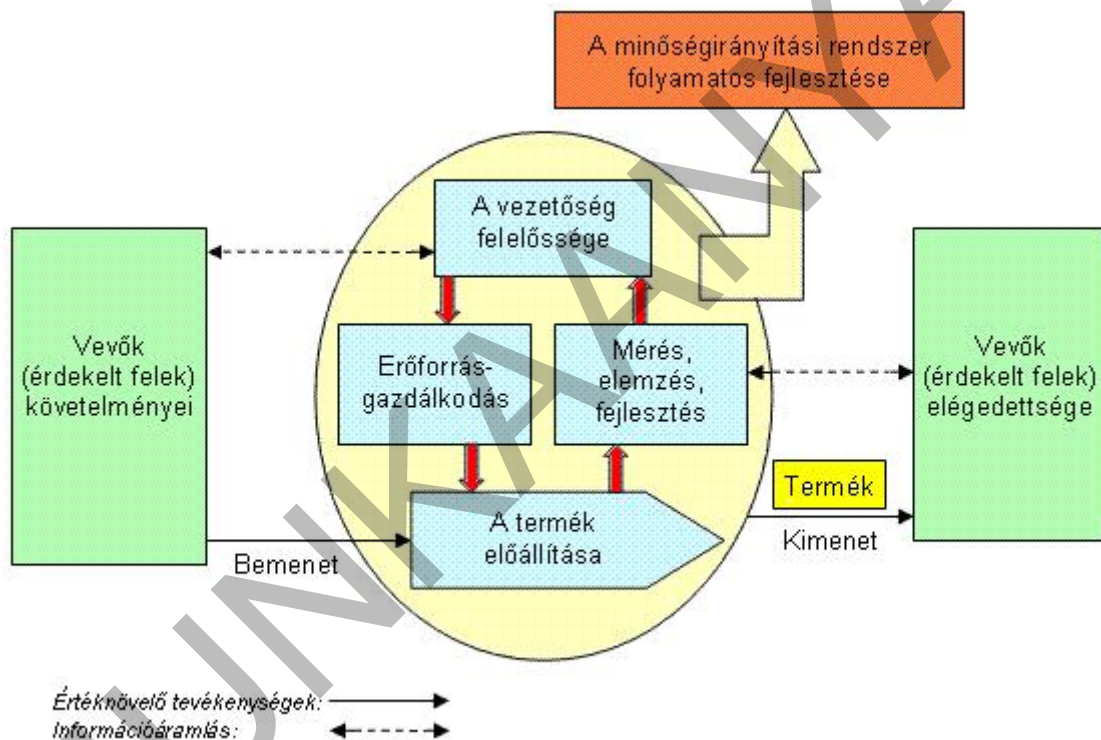 A minőségirányítási rendszer
folyamatos fejlesztése
A vezetőség
felelőssége
Vevők
(érdekelt felek)
követelményei
Erőforrás-
gazdálkodás
Mérés,
elemzés,
fejlesztés
Vevők
(érdekelt felek)
elégedettsége
Termék
A termék
előállítása
Bemenet
Kimenet
Értéknövelő tevékenységek:
Információáramlás:
UNKAANYA